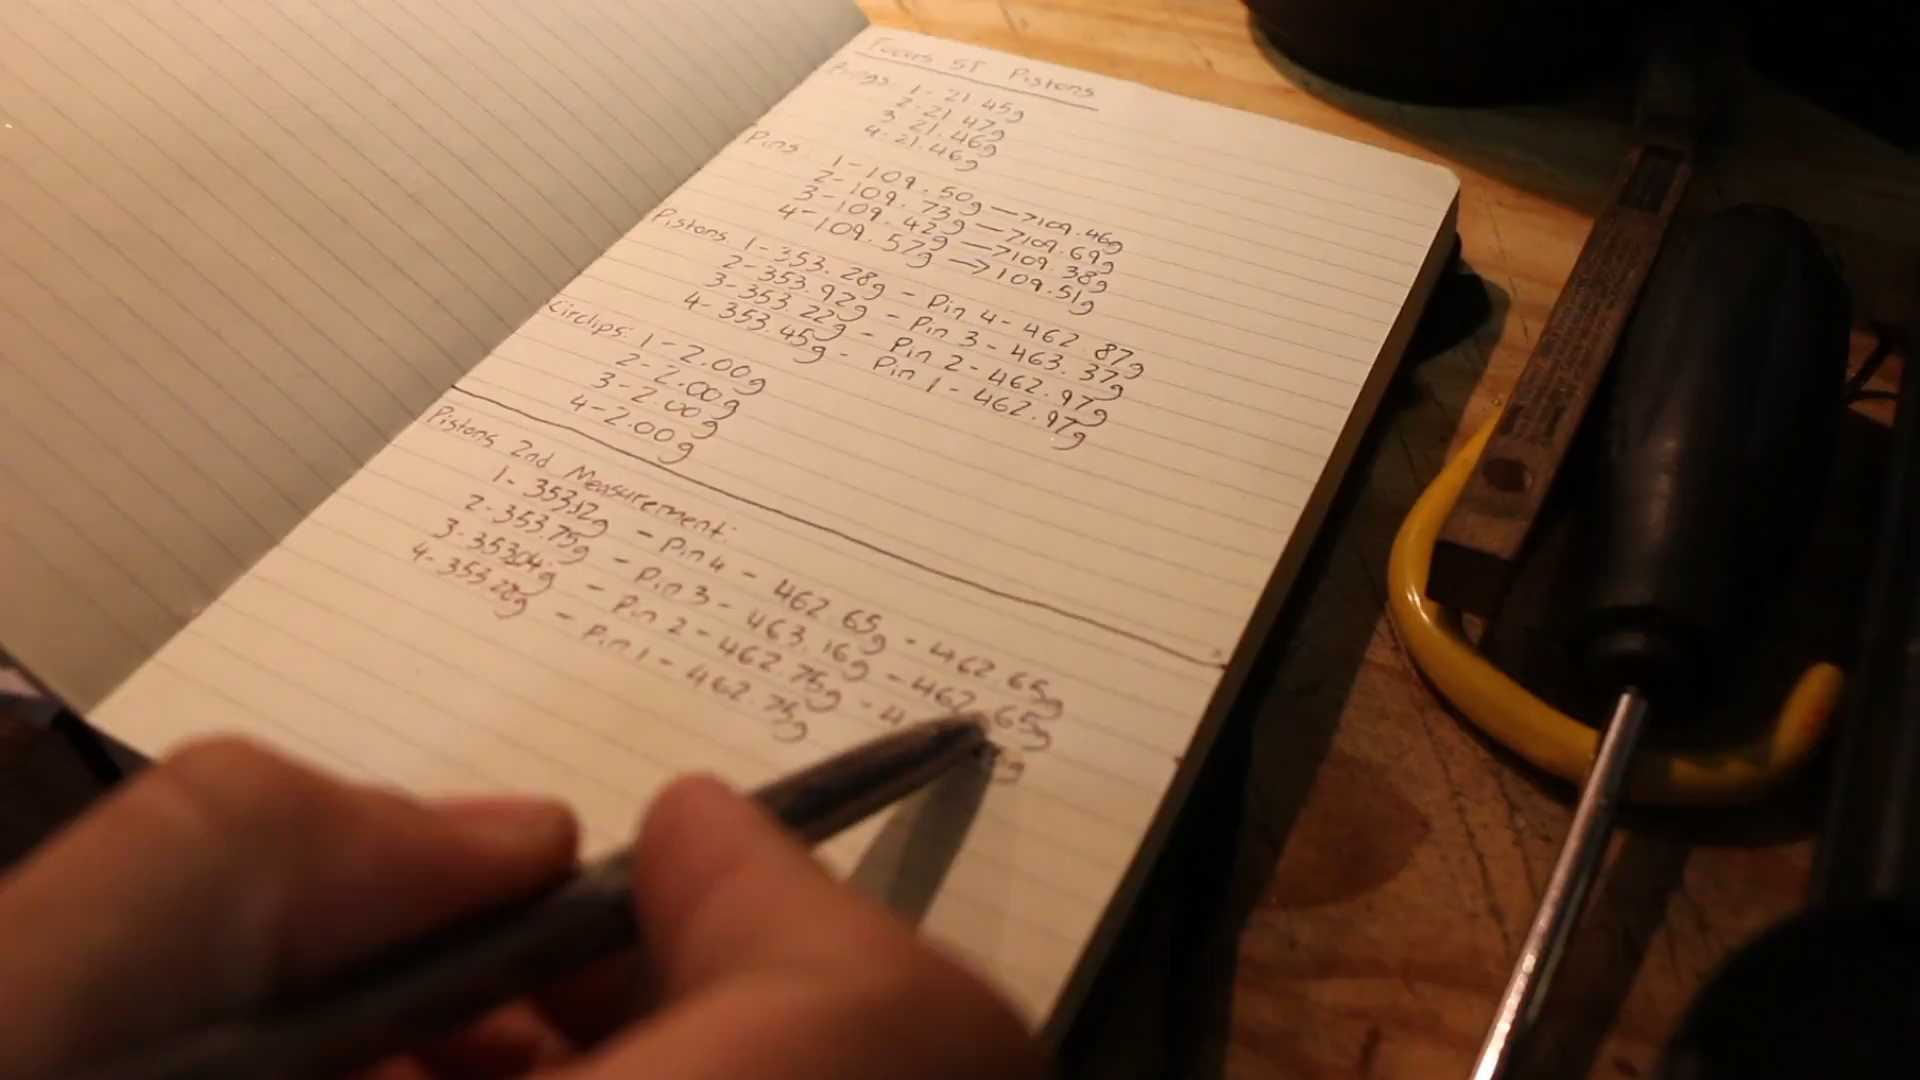 Focus ST Pistons
Rings: 1- 21.45g
2- 21.47g
3- 21.46g
4- 21.46g
Pins: 1- 109.50g → 109.46g
2- 109.73g → 109.69g
3- 109.42g → 109.38g
4- 109.57g → 109.51g
Pistons: 1- 353.28g - Pin 4- 462.87g
2- 353.92g - Pin 3- 463.37g
3- 353.22g - Pin 2- 462.97g
4- 353.45g - Pin 1- 462.97g
Circlips: 1- 2.00g
2- 2.00g
3- 2.00g
4- 2.00g
Pistons 2nd Measurement:
1- 353.12g - Pin 4 - 462.65g - 462.65g
2- 353.75g - Pin 3 - 463.16g - 462.65g
3- 353.04g - Pin 2 - 462.75g - 4
4- 353.28g - Pin 1 - 462.75g